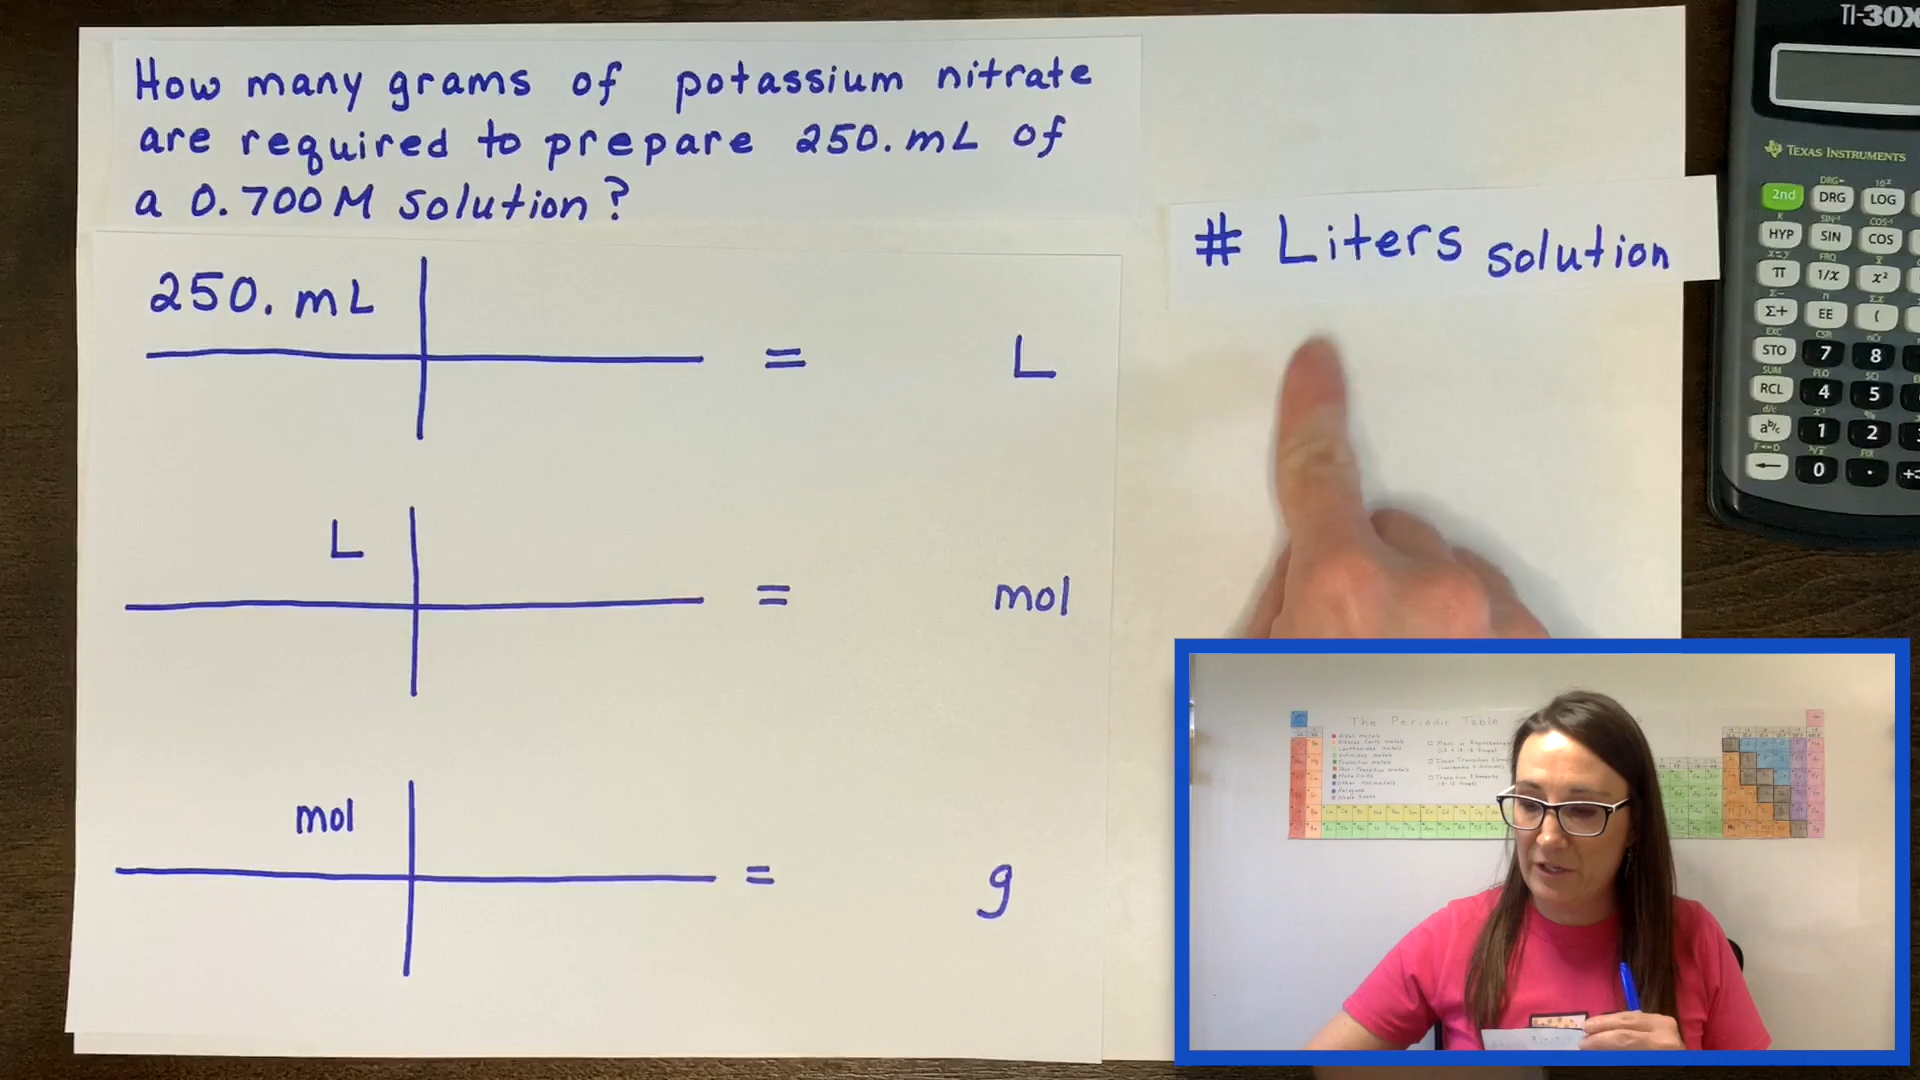 How many grams of potassium nitrate
are required to prepare 250. mL of
a 0.700 M solution?
# Liters solution
250. mL
= L
L
= mol
mol
= g
TI-30X
TEXAS INSTRUMENTS
2nd DRG LOG
HYP SIN COS
π 1/x x²
Σ+ EE (
STO 7 8
RCL 4 5
1 2
0 .
The Periodic Table